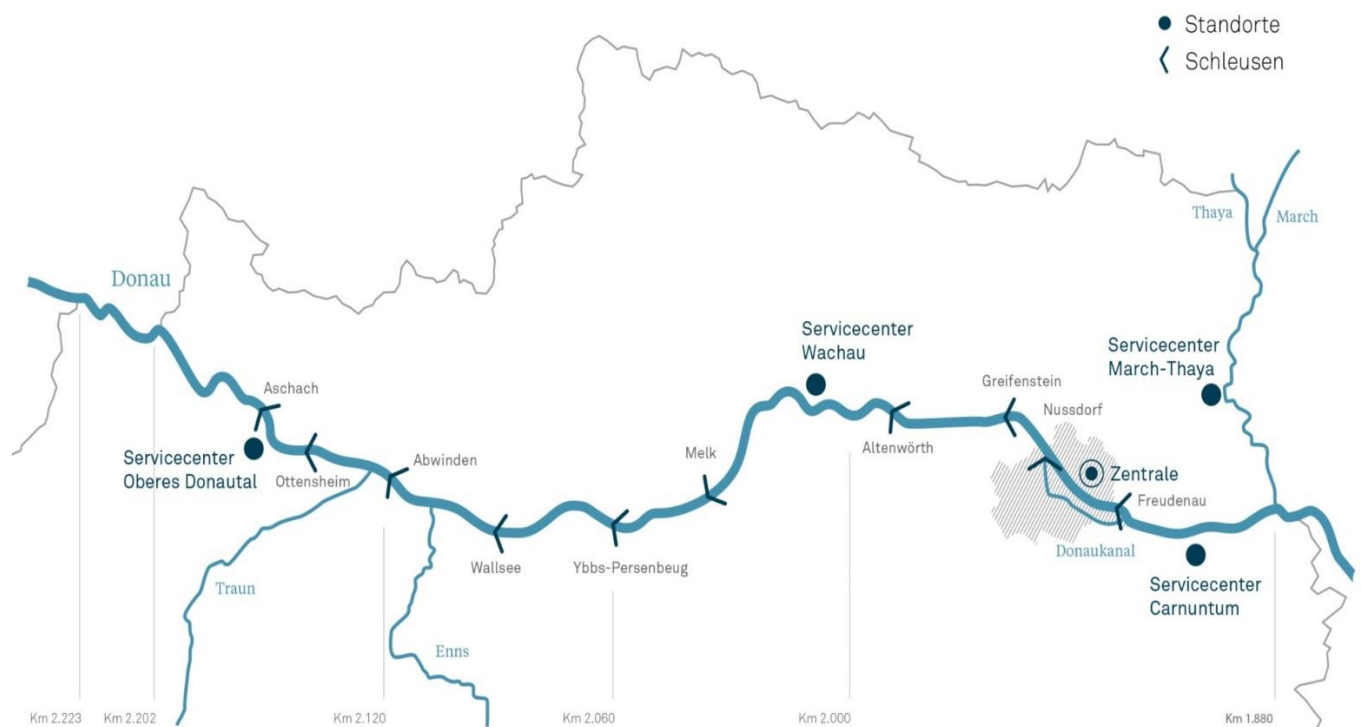 Standorte
Schleusen
Thaya
March
Donau
Servicecenter
Wachau
Servicecenter
March-Thaya
Aschach
Greifenstein
Nussdorf
Servicecenter
Oberes Donautal
Ottensheim
Abwinden
Melk
Altenwörth
Zentrale
Freudenau
Donaukanal
Wallsee
Ybbs-Persenbeug
Servicecenter
Carnuntum
Traun
Enns
Km 2.223
Km 2.202
Km 2.120
Km 2.060
Km 2.000
Km 1.880